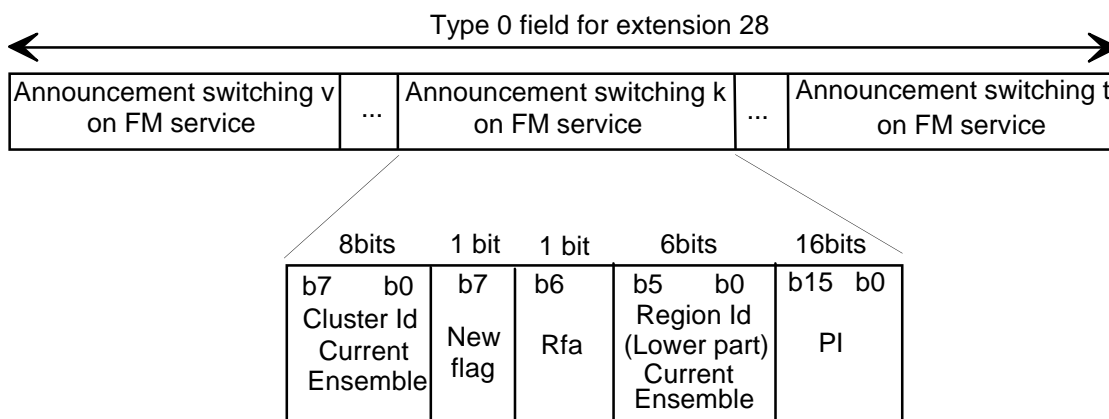 Type 0 field for extension 28
Announcement switching v ... Announcement switching k ... Announcement switching t
on FM service on FM service on FM service
8bits 1 bit 1 bit 6bits 16bits
b7 b0 b7 b6 b5 b0 b15 b0
Cluster Id New Rfa Region Id PI
Current flag (Lower part)
Ensemble Current
Ensemble